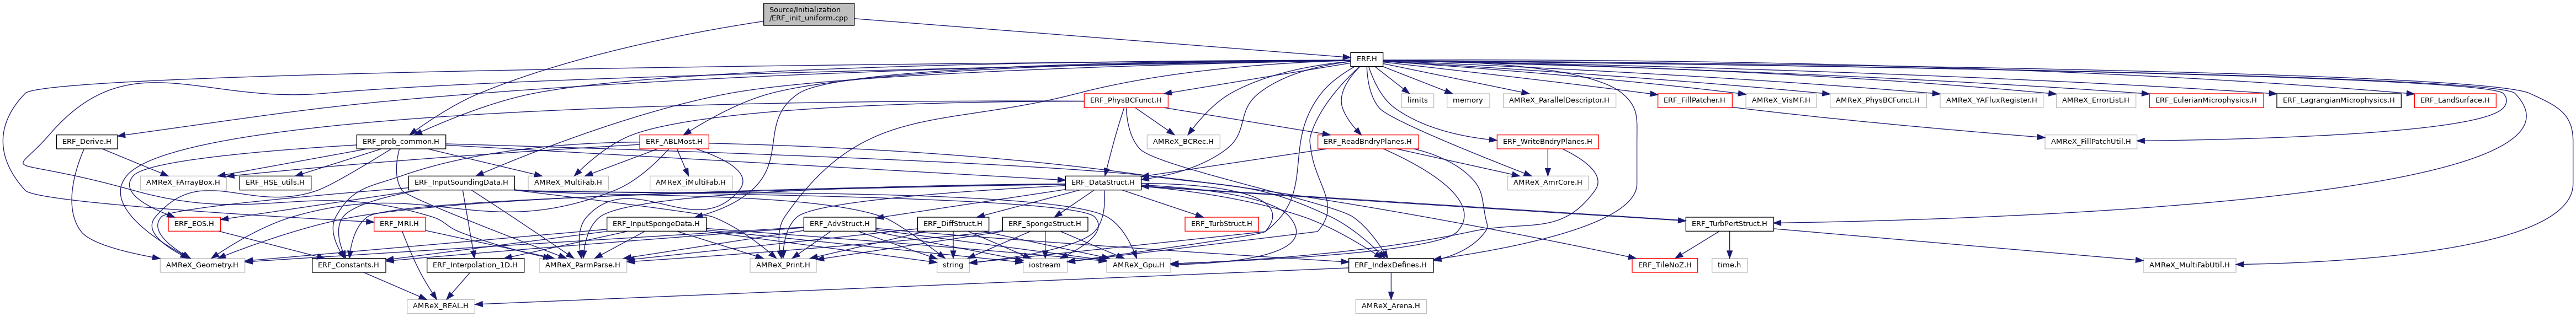 Source/Initialization
/ERF_init_uniform.cpp
ERF.H
ERF_PhysBCFunct.H
limits
memory
AMReX_ParallelDescriptor.H
ERF_FillPatcher.H
AMReX_VisMF.H
AMReX_PhysBCFunct.H
AMReX_YAFluxRegister.H
AMReX_ErrorList.H
ERF_EulerianMicrophysics.H
ERF_LagrangianMicrophysics.H
ERF_LandSurface.H
ERF_Derive.H
ERF_prob_common.H
ERF_ABLMost.H
AMReX_BCRec.H
ERF_ReadBndryPlanes.H
ERF_WriteBndryPlanes.H
AMReX_FillPatchUtil.H
AMReX_FArrayBox.H
ERF_HSE_utils.H
ERF_InputSoundingData.H
AMReX_MultiFab.H
AMReX_iMultiFab.H
ERF_DataStruct.H
AMReX_AmrCore.H
ERF_EOS.H
ERF_MRI.H
ERF_InputSpongeData.H
ERF_AdvStruct.H
ERF_DiffStruct.H
ERF_SpongeStruct.H
ERF_TurbStruct.H
ERF_TurbPertStruct.H
AMReX_Geometry.H
ERF_Constants.H
ERF_Interpolation_1D.H
AMReX_ParmParse.H
AMReX_Print.H
string
iostream
AMReX_Gpu.H
ERF_IndexDefines.H
ERF_TileNoZ.H
time.h
AMReX_MultiFabUtil.H
AMReX_REAL.H
AMReX_Arena.H